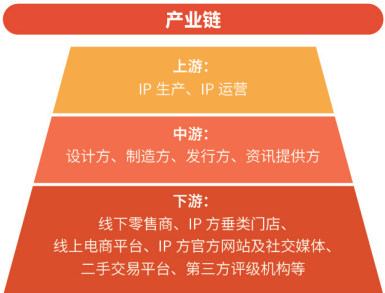 产业链
上游：
IP 生产、IP 运营
中游：
设计方、制造方、发行方、资讯提供方
下游：
线下零售商、IP 方垂类门店、
线上电商平台、IP 方官方网站及社交媒体、
二手交易平台、第三方评级机构等